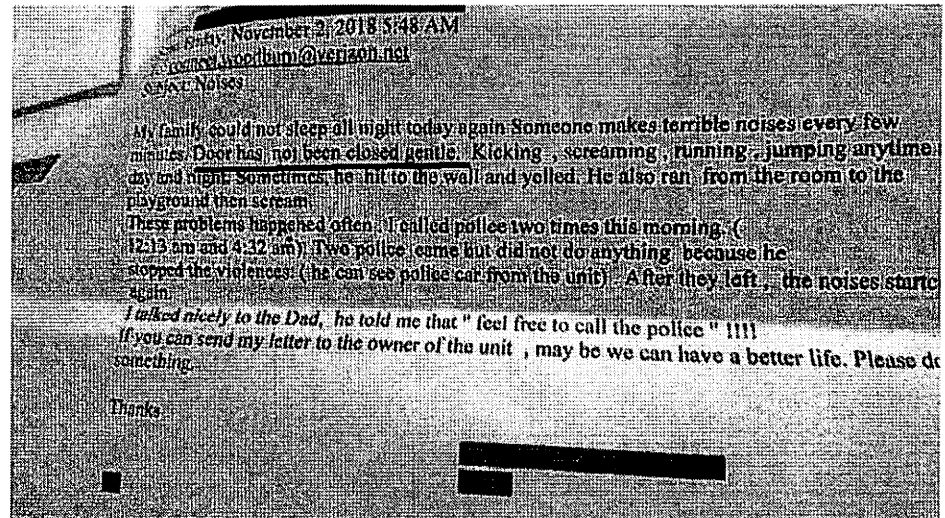 Friday, November 2, 2018 5:48 AM
Subject: Noises
My family could not sleep all night today again Someone makes terrible noises every few
minutes. Door has not been closed gentle. Kicking , screaming , running , jumping anytime
day and night. Sometimes, he hit to the wall and yelled. He also ran from the room to the
playground then scream.
These problems happened often. I called police two times this morning. (
12:13 am and 4:32 am). Two police came but did not do anything because he
stopped the violences. ( he can see police car from the unit) . After they left , the noises starte
again.
I talked nicely to the Dad, he told me that " feel free to call the police " !!!!
If you can send my letter to the owner of the unit , may be we can have a better life. Please do
something.
Thanks